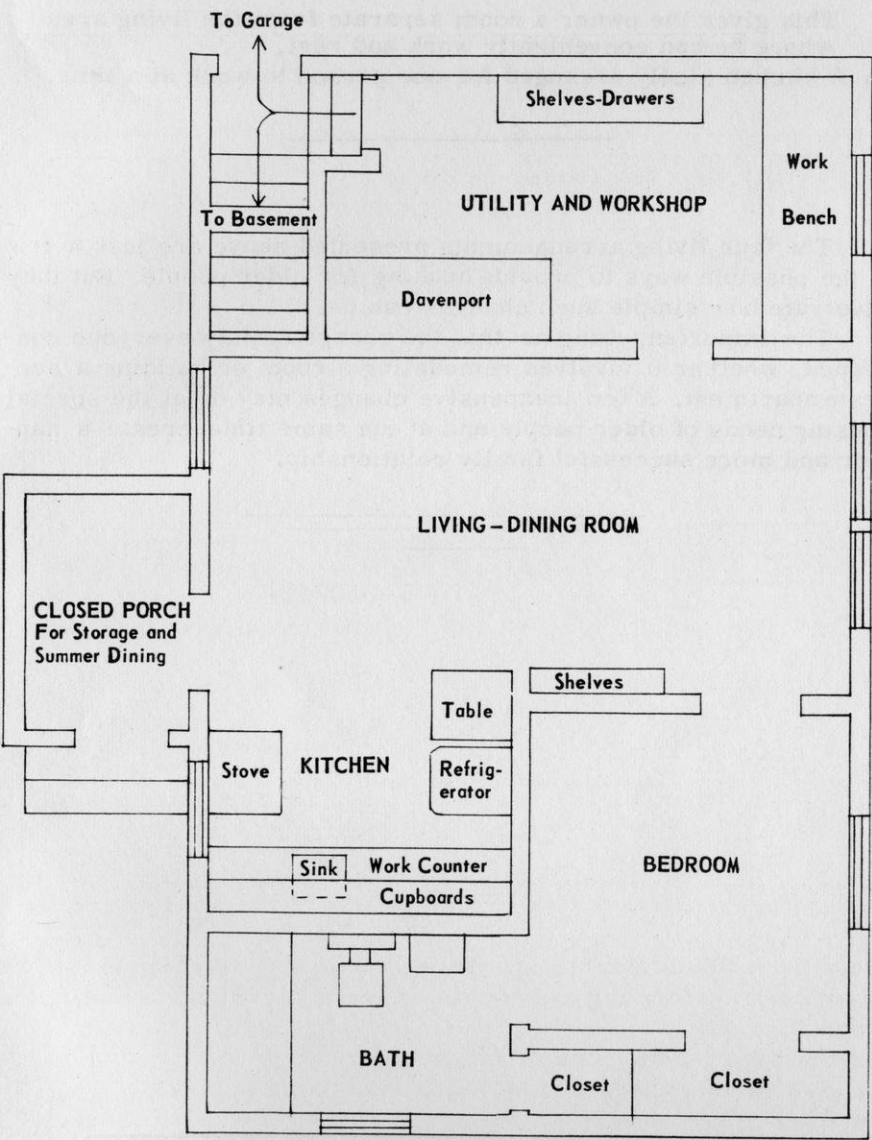 To Garage
Shelves-Drawers
Work
Bench
To Basement
UTILITY AND WORKSHOP
Davenport
LIVING – DINING ROOM
CLOSED PORCH
For Storage and
Summer Dining
Shelves
Table
Stove
KITCHEN
Refrig-
erator
Sink
Work Counter
Cupboards
BEDROOM
BATH
Closet
Closet